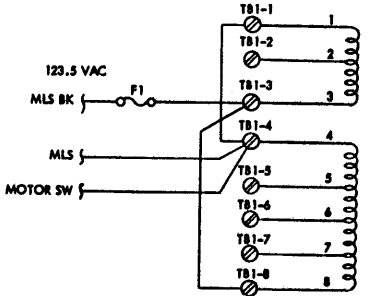 TB1-1
1
TB1-2
2
123.5 VAC
F1
TB1-3
MLS BK
3
TB1-4
4
MLS
TB1-5
5
MOTOR SW
TB1-6
6
TB1-7
7
TB1-8
8